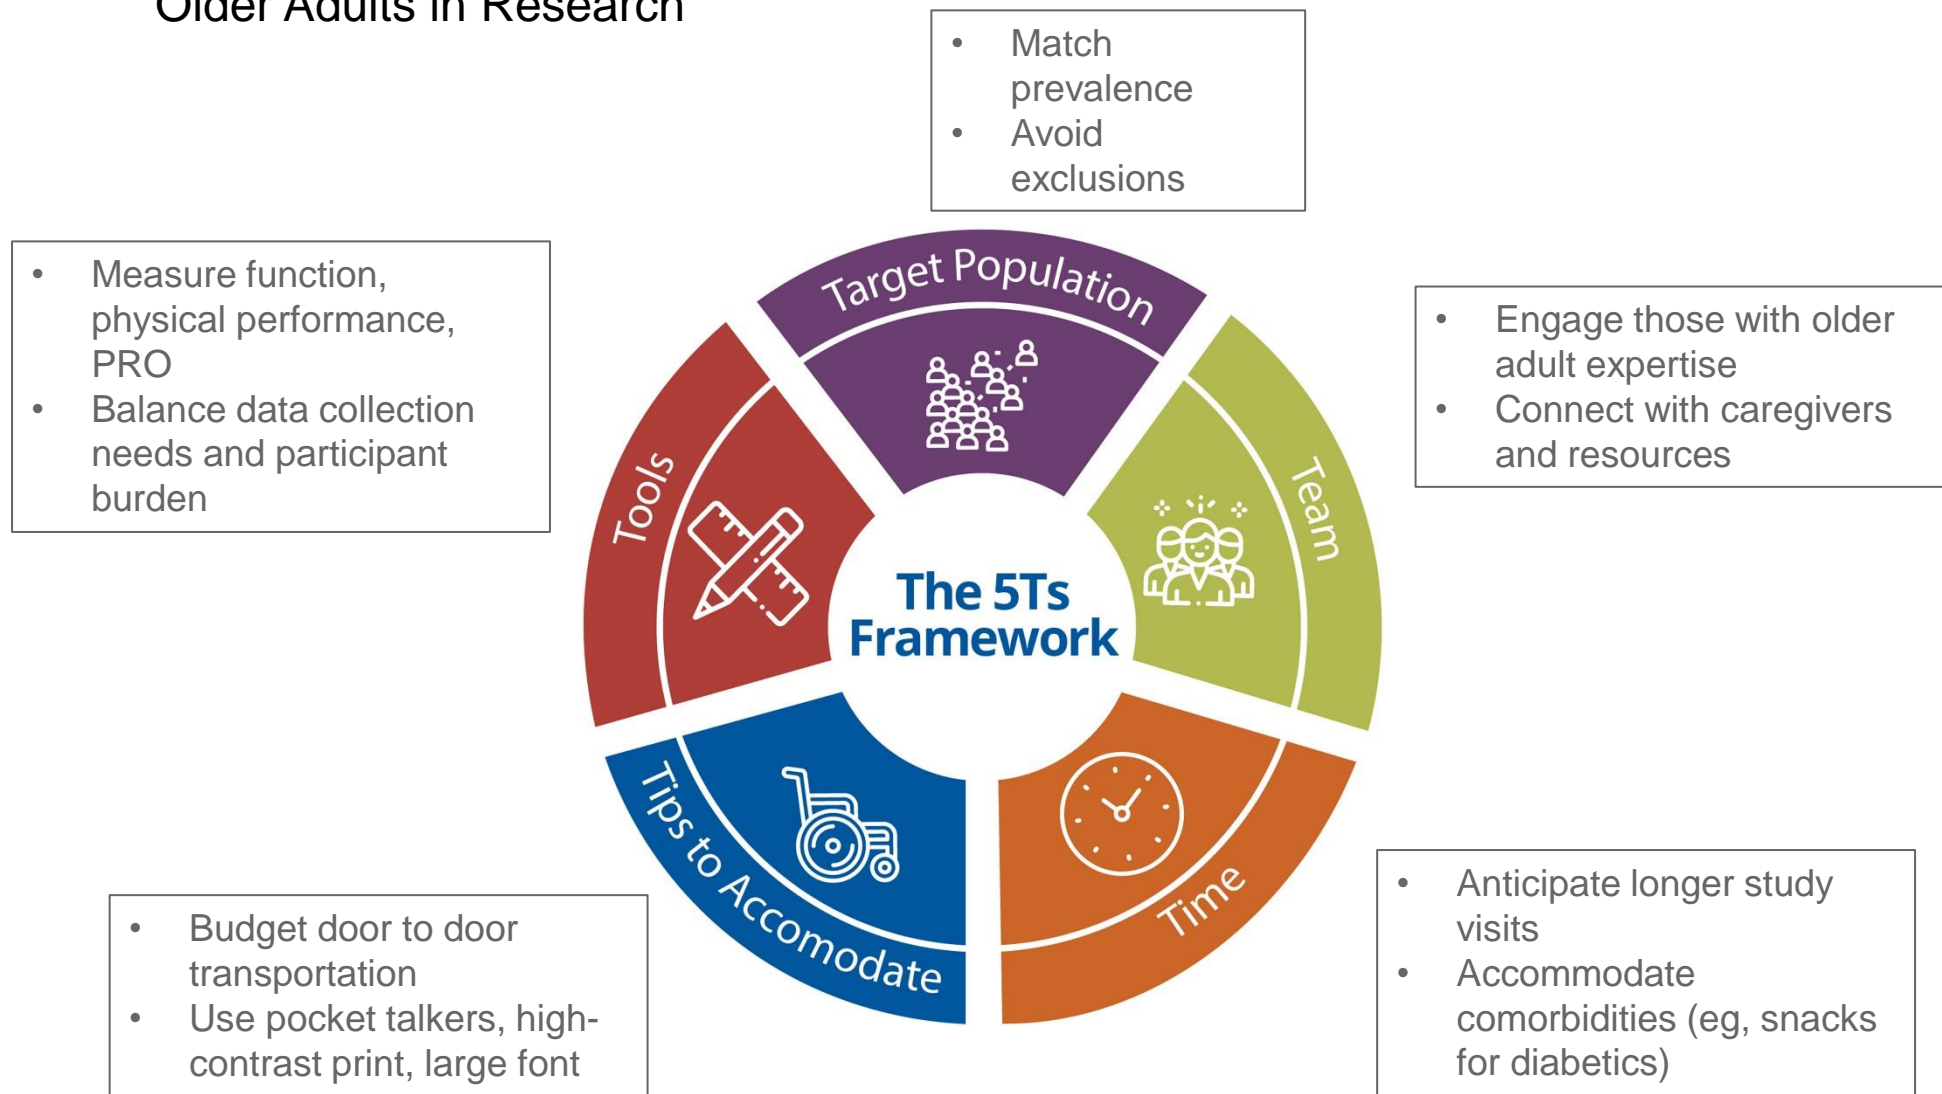 Older Adults in Research
• Match
prevalence
• Avoid
exclusions
• Measure function,
physical performance,
PRO
• Balance data collection
needs and participant
burden
• Engage those with older
adult expertise
• Connect with caregivers
and resources
Target Population
Tools
Team
The 5Ts
Framework
Tips to Accomodate
Time
• Budget door to door
transportation
• Use pocket talkers, high-
contrast print, large font
• Anticipate longer study
visits
• Accommodate
comorbidities (eg, snacks
for diabetics)